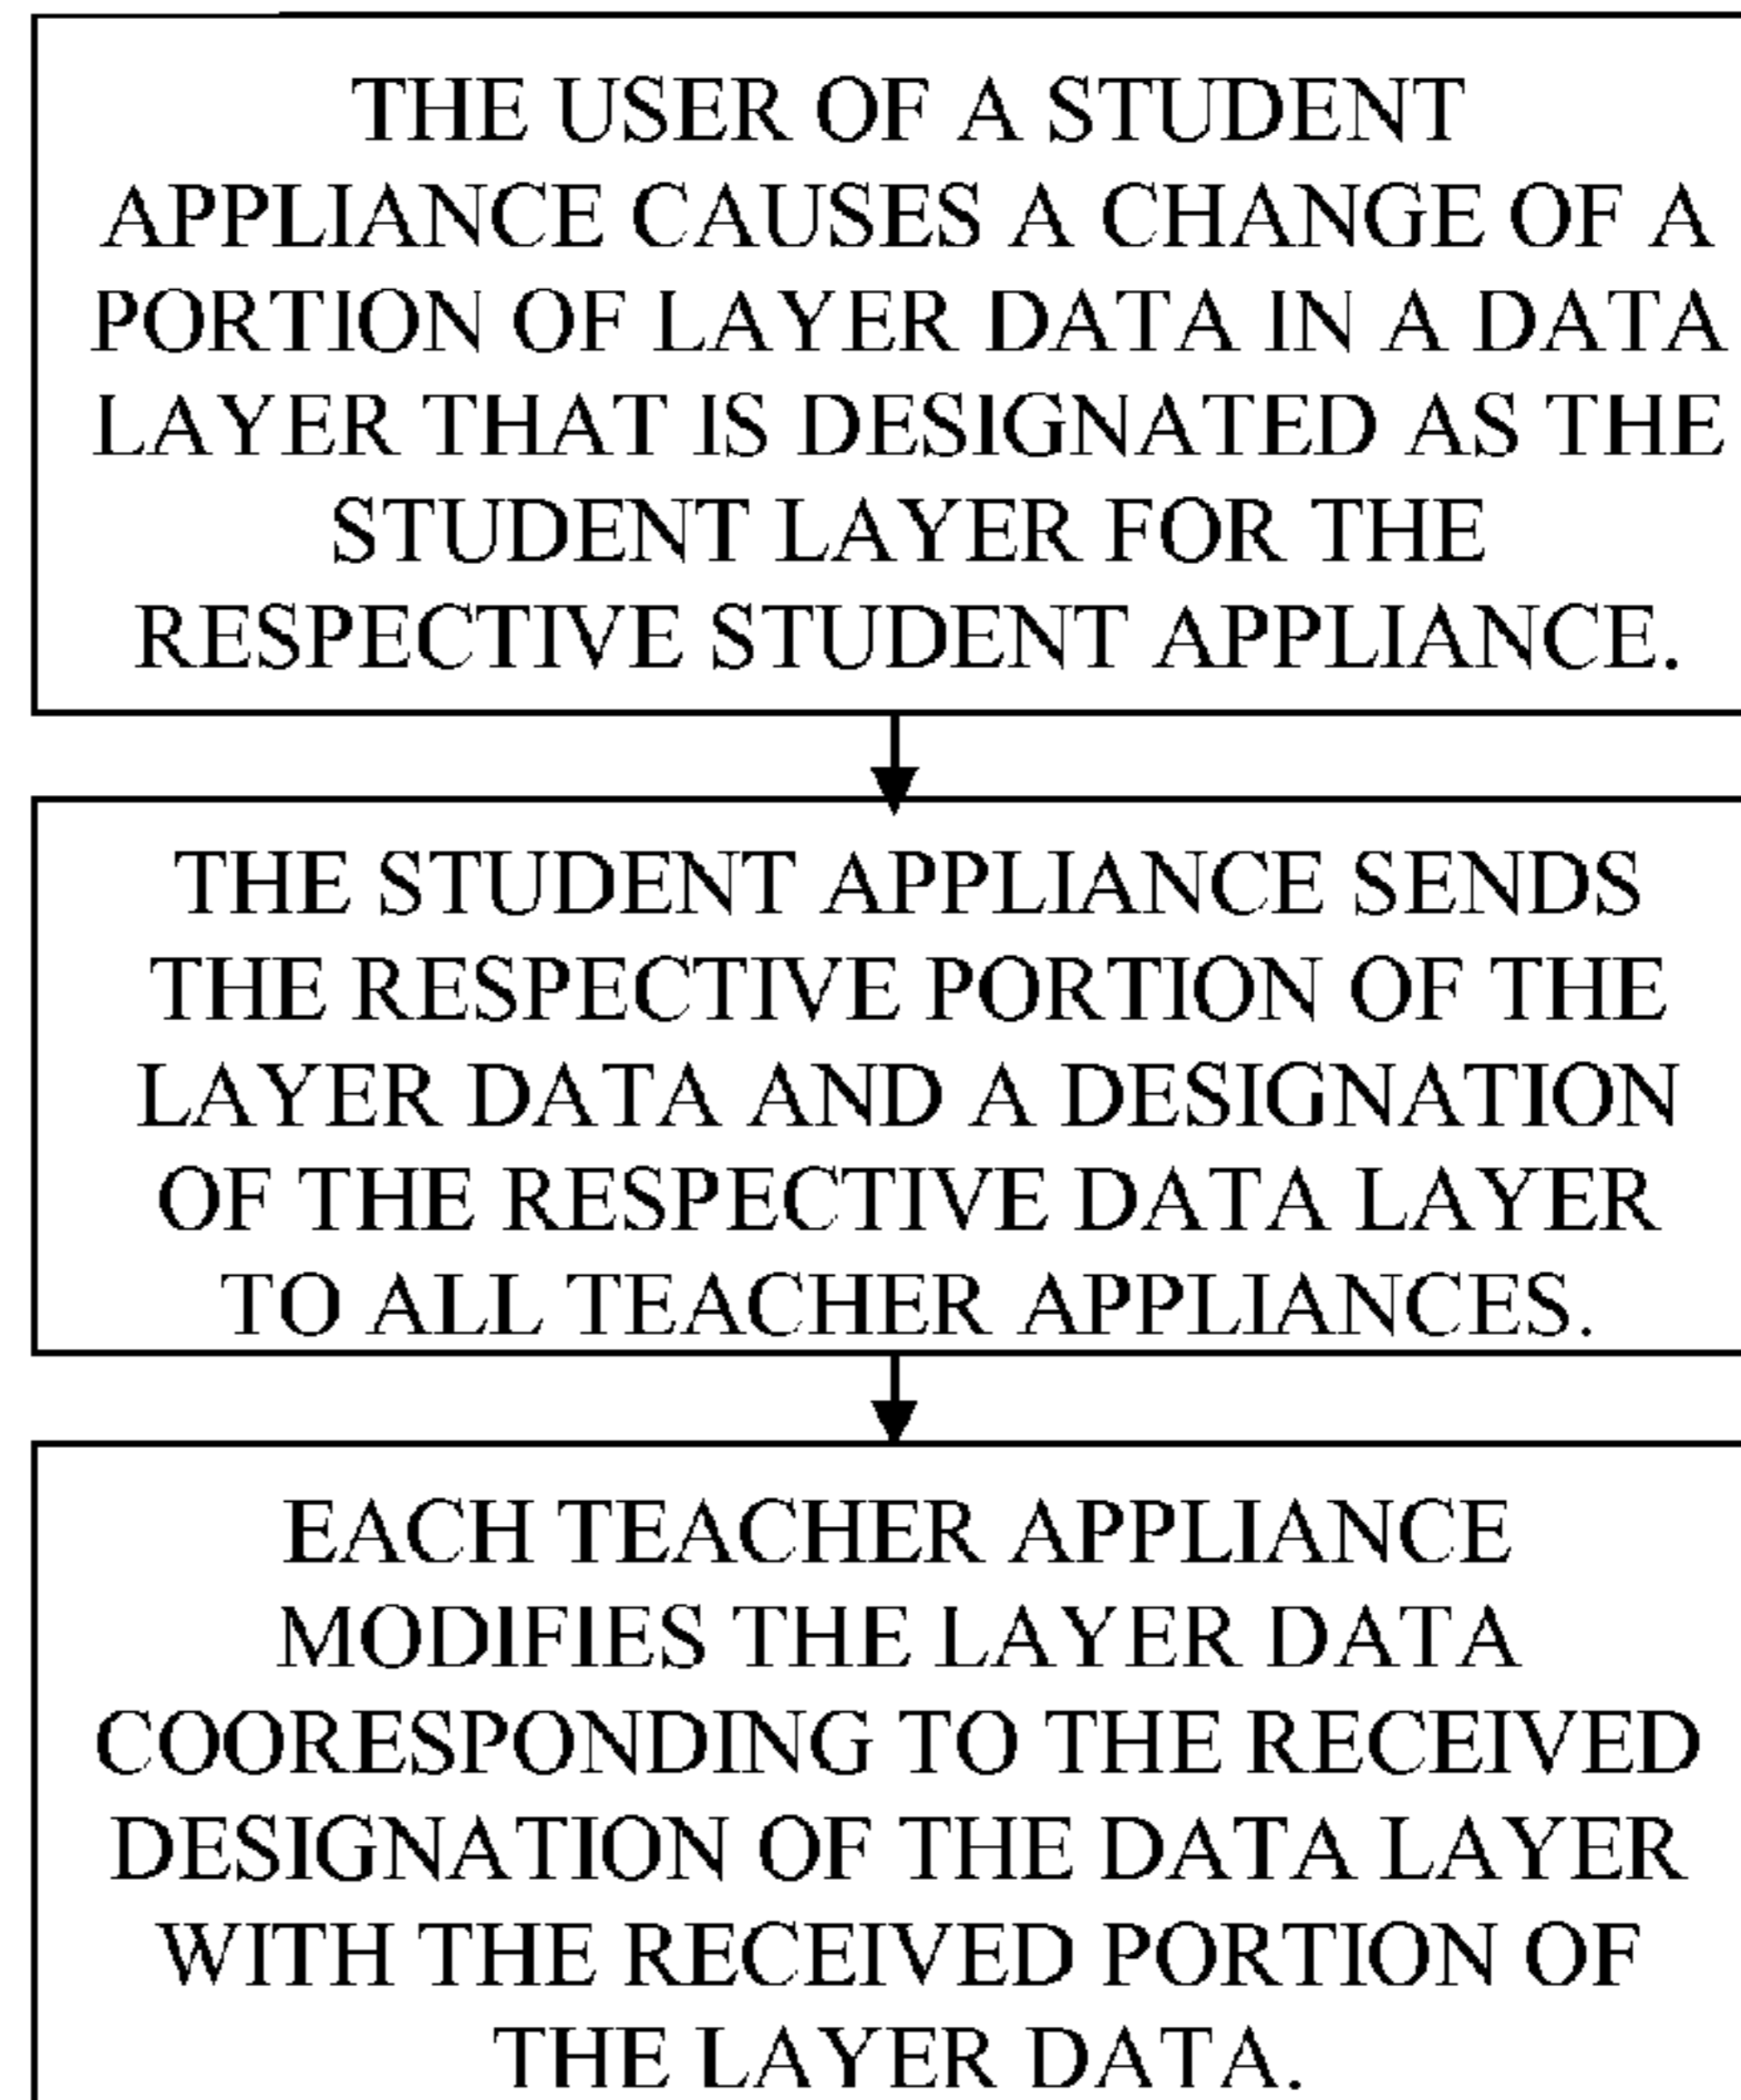 THE USER OF A STUDENT
APPLIANCE CAUSES A CHANGE OF A
PORTION OF LAYER DATA IN A DATA
LAYER THAT IS DESIGNATED AS THE
STUDENT LAYER FOR THE
RESPECTIVE STUDENT APPLIANCE.
THE STUDENT APPLIANCE SENDS
THE RESPECTIVE PORTION OF THE
LAYER DATA AND A DESIGNATION
OF THE RESPECTIVE DATA LAYER
TO ALL TEACHER APPLIANCES.
EACH TEACHER APPLIANCE
MODIFIES THE LAYER DATA
COORESPONDING TO THE RECEIVED
DESIGNATION OF THE DATA LAYER
WITH THE RECEIVED PORTION OF
THE LAYER DATA.